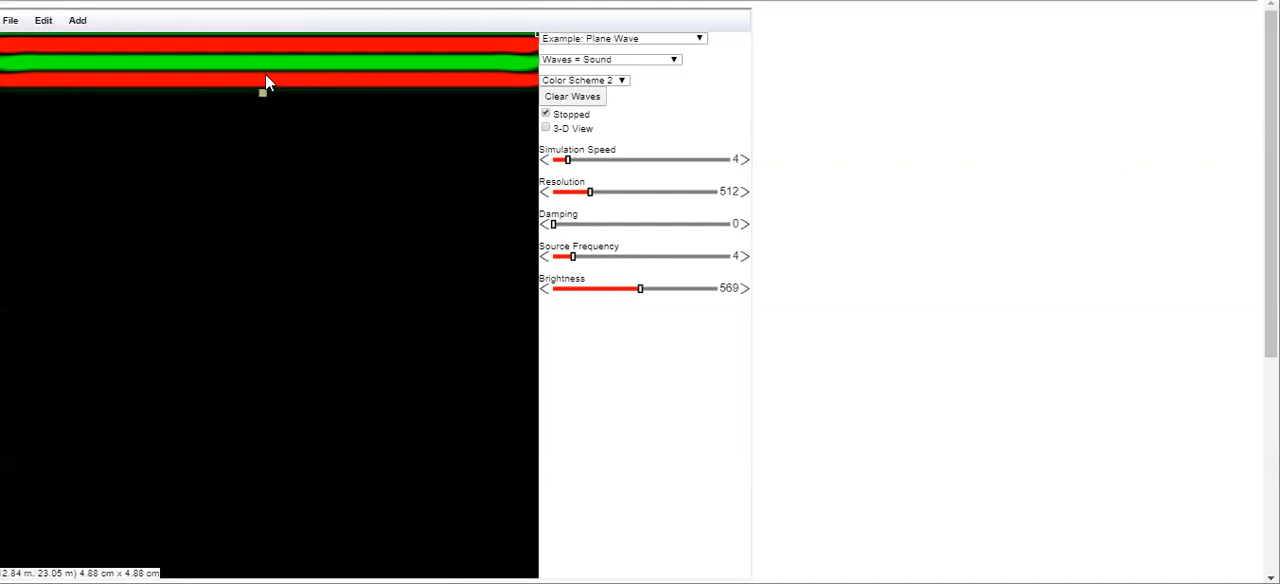 File Edit Add
Example: Plane Wave
Waves = Sound
Color Scheme 2
Clear Waves
Stopped
3-D View
Simulation Speed
4
Resolution
512
Damping
0
Source Frequency
4
Brightness
569
2.84 m, 23.05 m) 4.88 cm x 4.88 cm